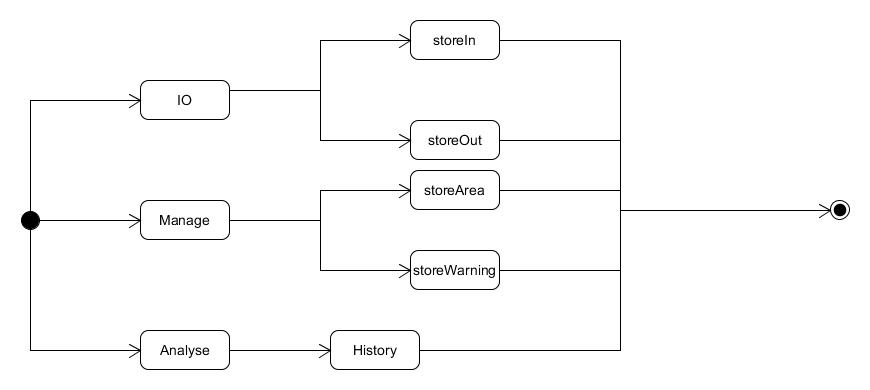 storeIn
IO
storeOut
storeArea
Manage
storeWarning
Analyse
History